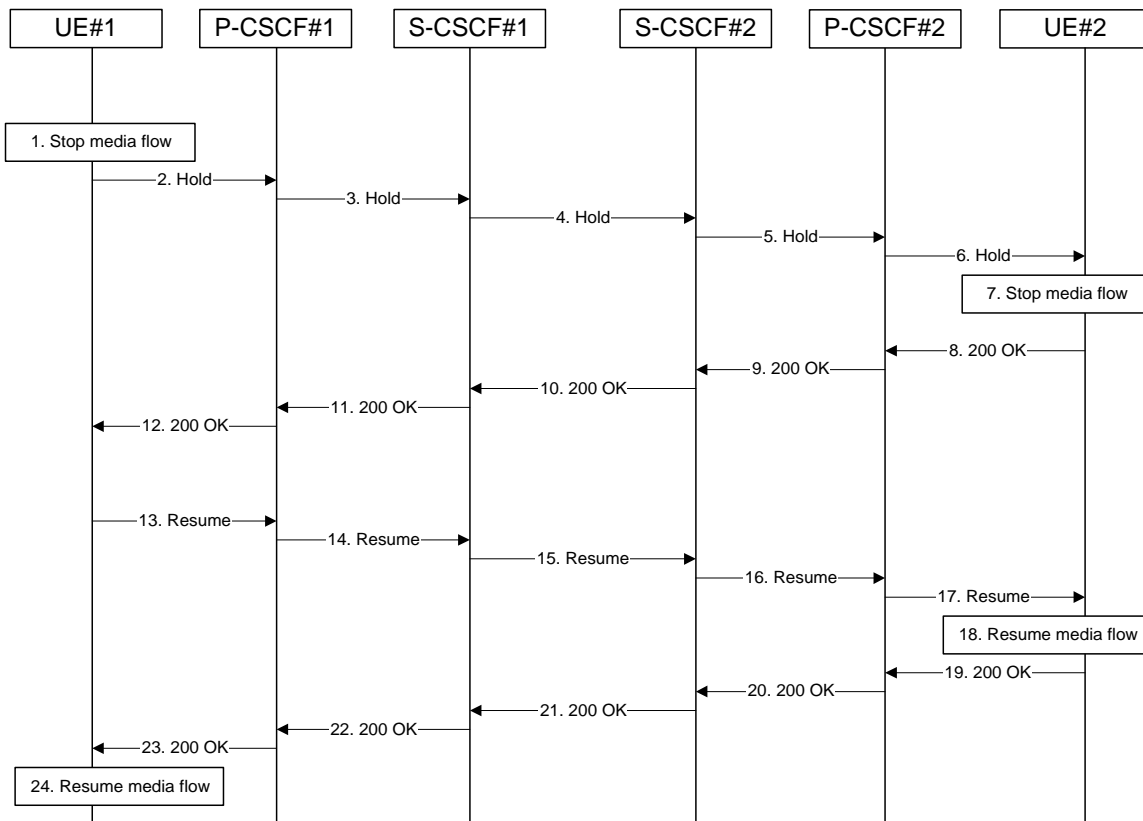 UE#1 P-CSCF#1 S-CSCF#1 S-CSCF#2 P-CSCF#2 UE#2
1. Stop media flow
2. Hold
3. Hold
4. Hold
5. Hold
6. Hold
7. Stop media flow
8. 200 OK
9. 200 OK
10. 200 OK
11. 200 OK
12. 200 OK
13. Resume
14. Resume
15. Resume
16. Resume
17. Resume
18. Resume media flow
19. 200 OK
20. 200 OK
21. 200 OK
22. 200 OK
23. 200 OK
24. Resume media flow